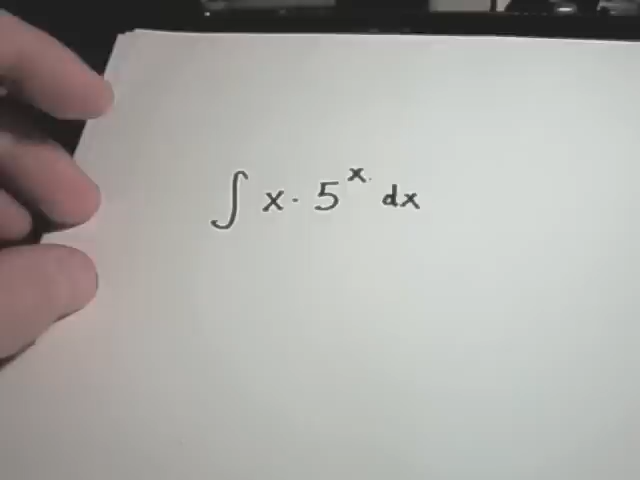 ∫ x · 5^x dx